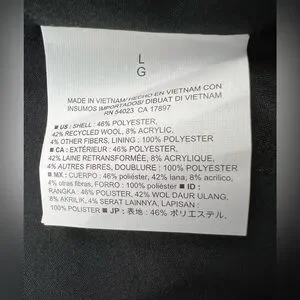 L
G
MADE IN VIETNAM/HECHO EN VIETNAM CON
INSUMOS IMPORTADOS/ DIBUAT DI VIETNAM
RN 54023 CA 17897
■ US : SHELL : 46% POLYESTER,
42% RECYCLED WOOL, 8% ACRYLIC,
4% OTHER FIBERS, LINING : 100% POLYESTER
■ CA : EXTÉRIEUR : 46% POLYESTER,
42% LAINE RETRANSFORMÉE, 8% ACRYLIQUE,
4% AUTRES FIBRES, DOUBLURE : 100% POLYESTER
■ MX : CUERPO : 46% poliéster, 42% lana, 8% acrílico,
4% otras fibras, FORRO : 100% poliéster ■ ID :
RANGKA : 46% POLISTER, 42% WOL DAUR ULANG,
8% AKRILIK, 4% SERAT LAINNYA, LAPISAN :
100% POLISTER ■ JP : 表地 : 46% ポリエステル,